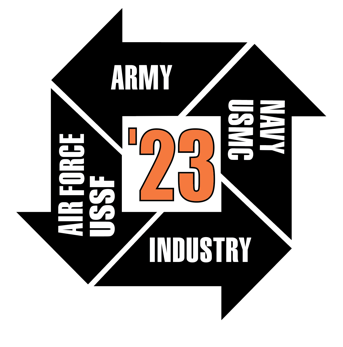 ARMY
NAVY
USMC
'23
AIR FORCE
USSF
INDUSTRY